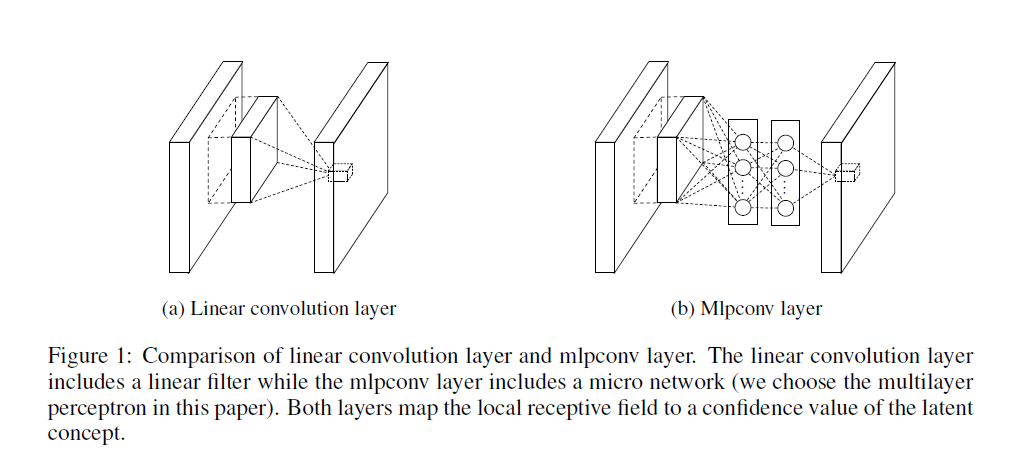 (a) Linear convolution layer
(b) Mlpconv layer
Figure 1: Comparison of linear convolution layer and mlpconv layer. The linear convolution layer
includes a linear filter while the mlpconv layer includes a micro network (we choose the multilayer
perceptron in this paper). Both layers map the local receptive field to a confidence value of the latent
concept.